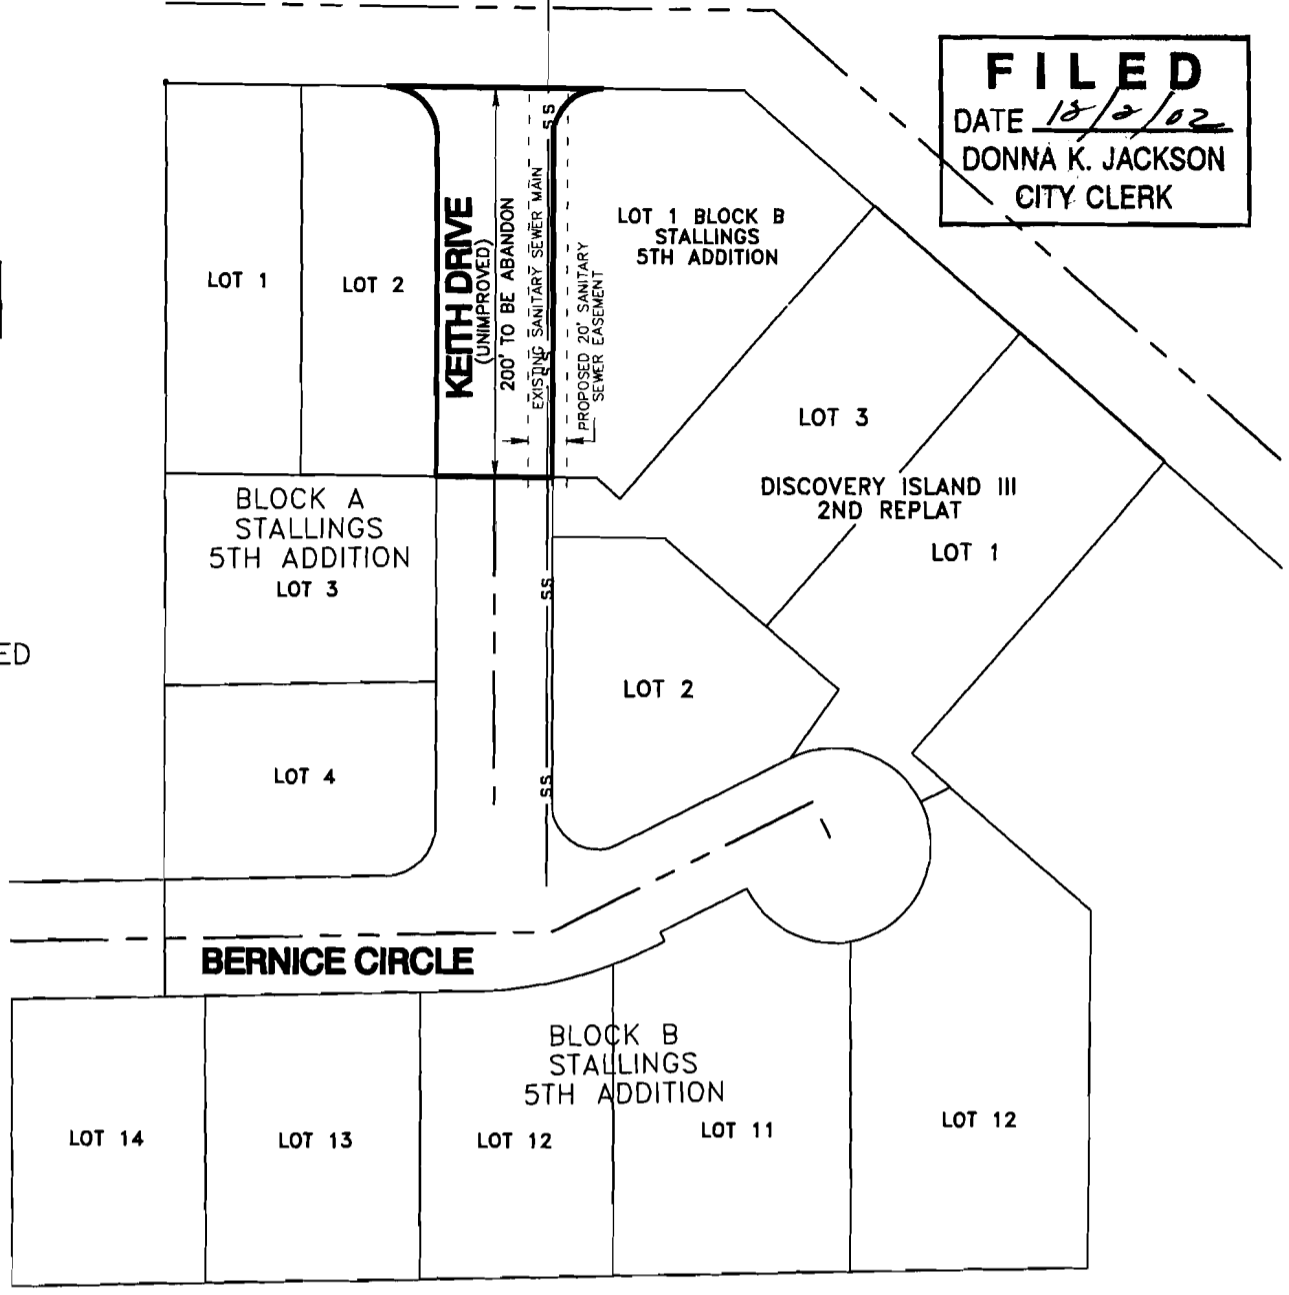 FILED
DATE 12/2/02
DONNA K. JACKSON
CITY CLERK
LOT 1
LOT 2
KEITH DRIVE
(UNIMPROVED)
200' TO BE ABANDON
EXISTING SANITARY SEWER MAIN
SS
SS
PROPOSED 20' SANITARY
SEWER EASEMENT
LOT 1 BLOCK B
STALLINGS
5TH ADDITION
LOT 3
DISCOVERY ISLAND III
2ND REPLAT
LOT 1
BLOCK A
STALLINGS
5TH ADDITION
LOT 3
SS
ED
LOT 2
LOT 4
SS
BERNICE CIRCLE
BLOCK B
STALLINGS
5TH ADDITION
LOT 14
LOT 13
LOT 12
LOT 11
LOT 12